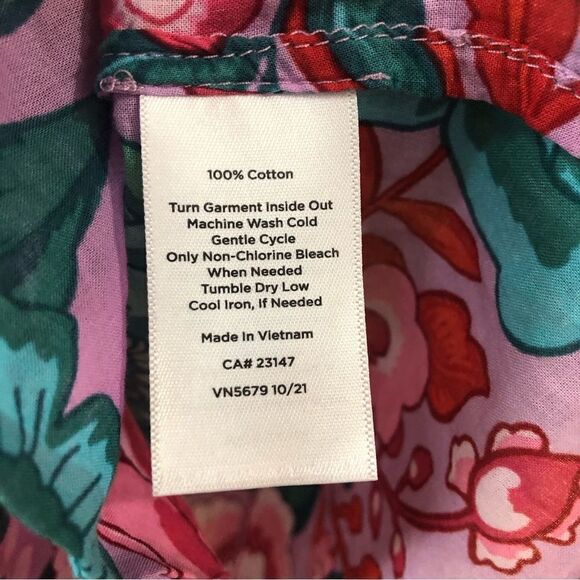 100% Cotton
Turn Garment Inside Out
Machine Wash Cold
Gentle Cycle
Only Non-Chlorine Bleach
When Needed
Tumble Dry Low
Cool Iron, If Needed
Made In Vietnam
CA# 23147
VN5679 10/21